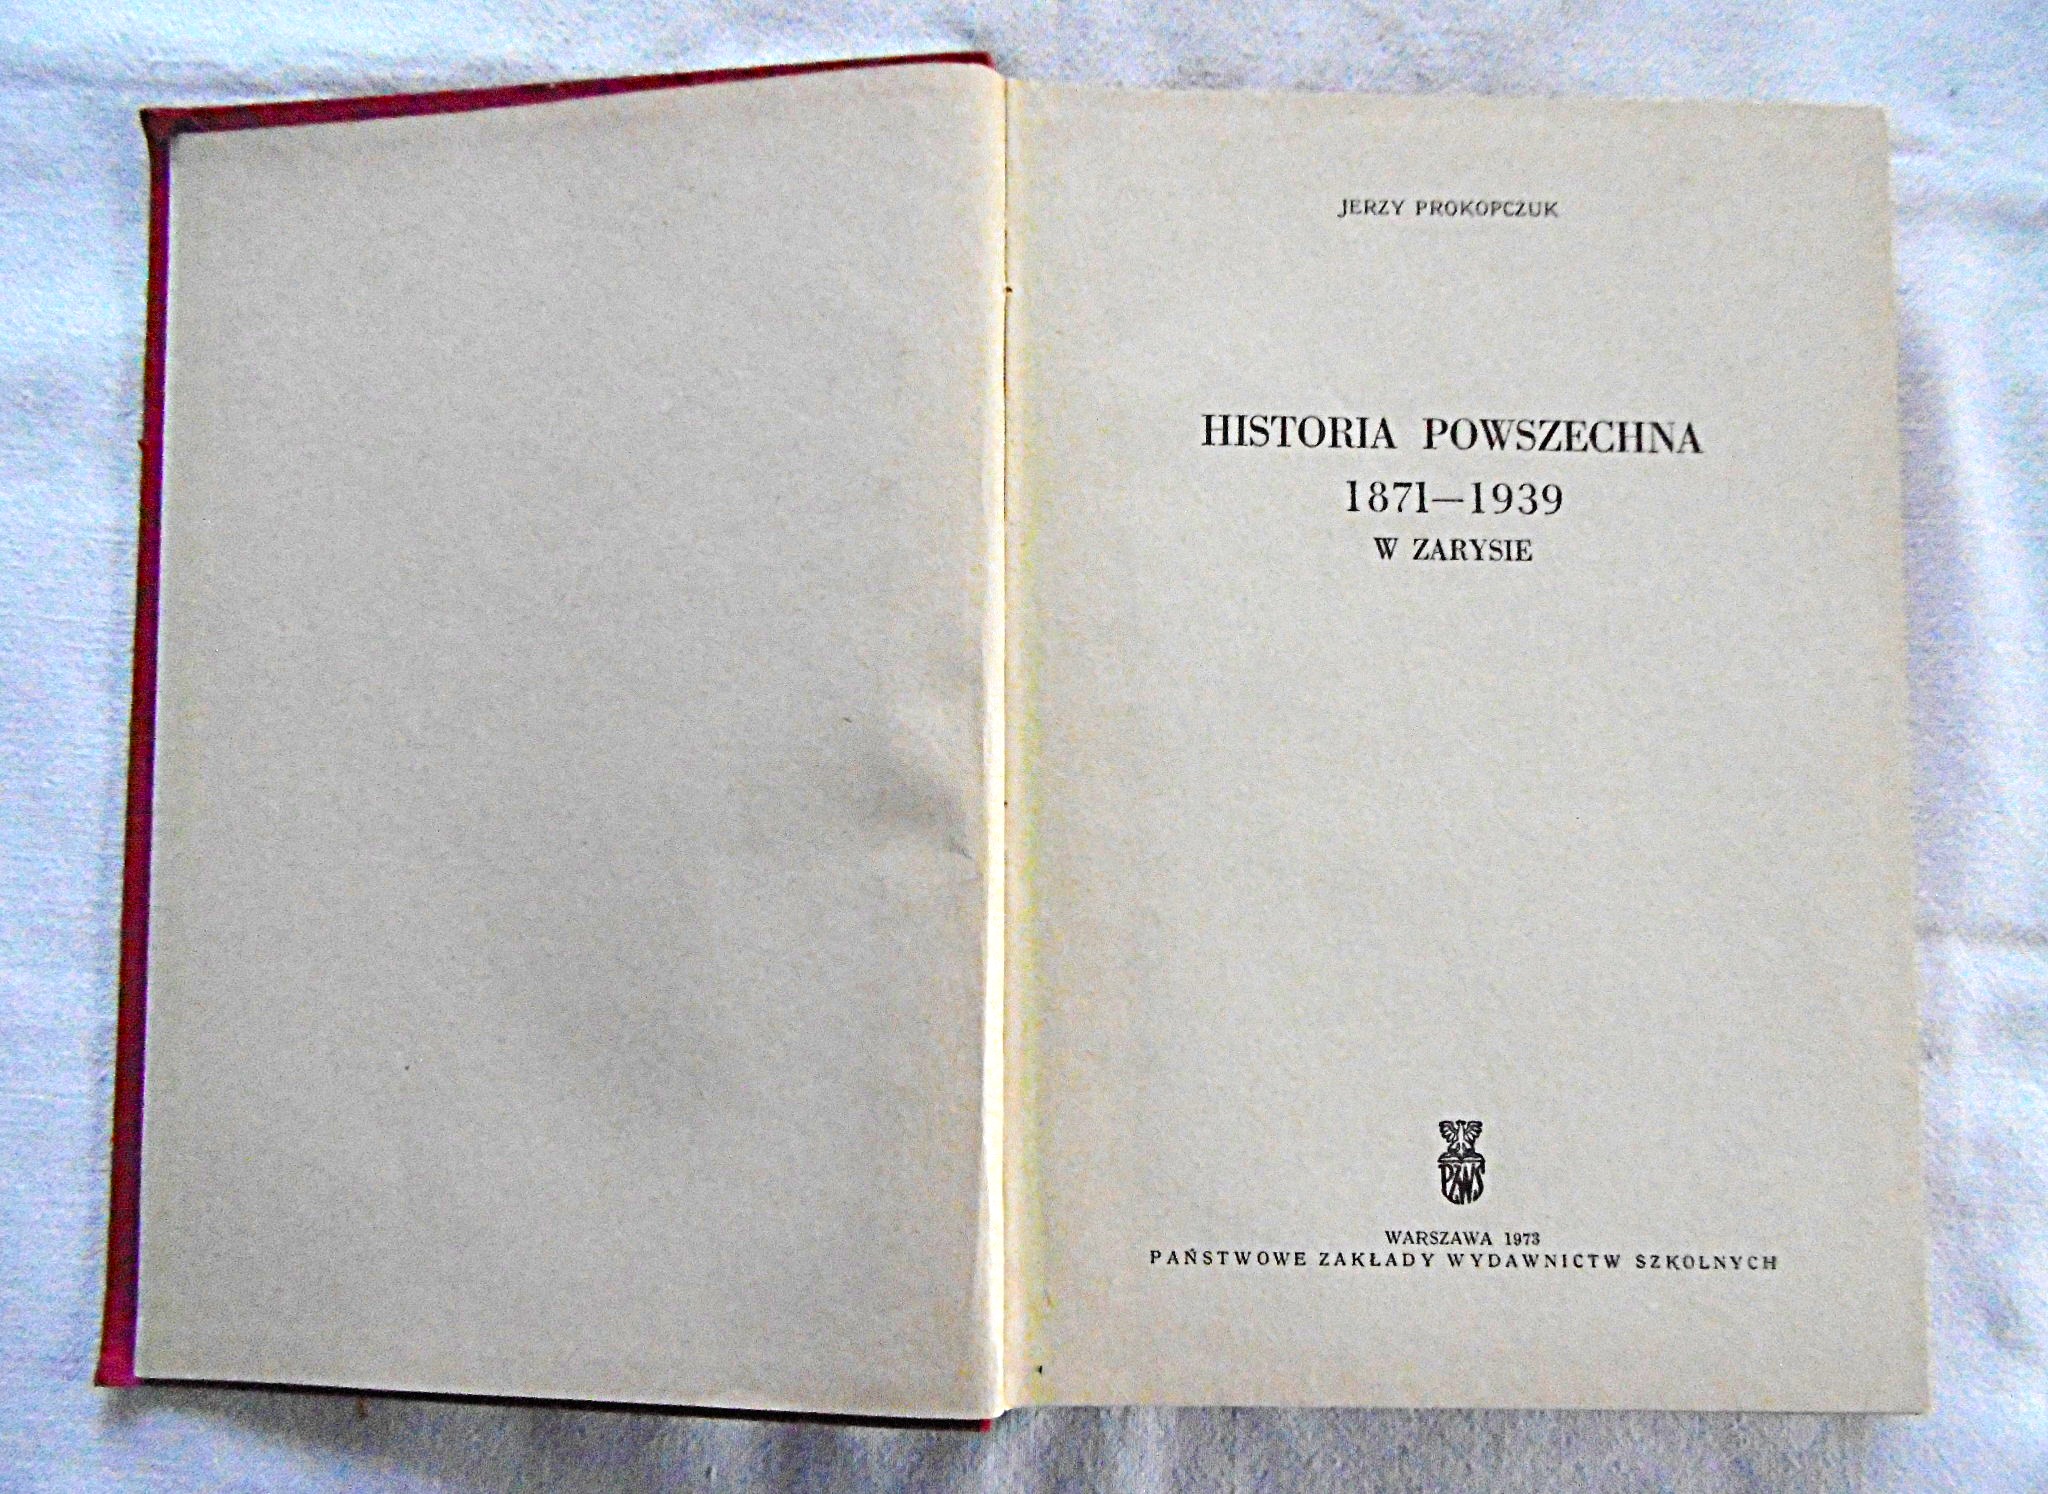 JERZY PROKOPCZUK
HISTORIA POWSZECHNA
1871—1939
W ZARYSIE
PZWS
WARSZAWA 1973
PAŃSTWOWE ZAKŁADY WYDAWNICTW SZKOLNYCH